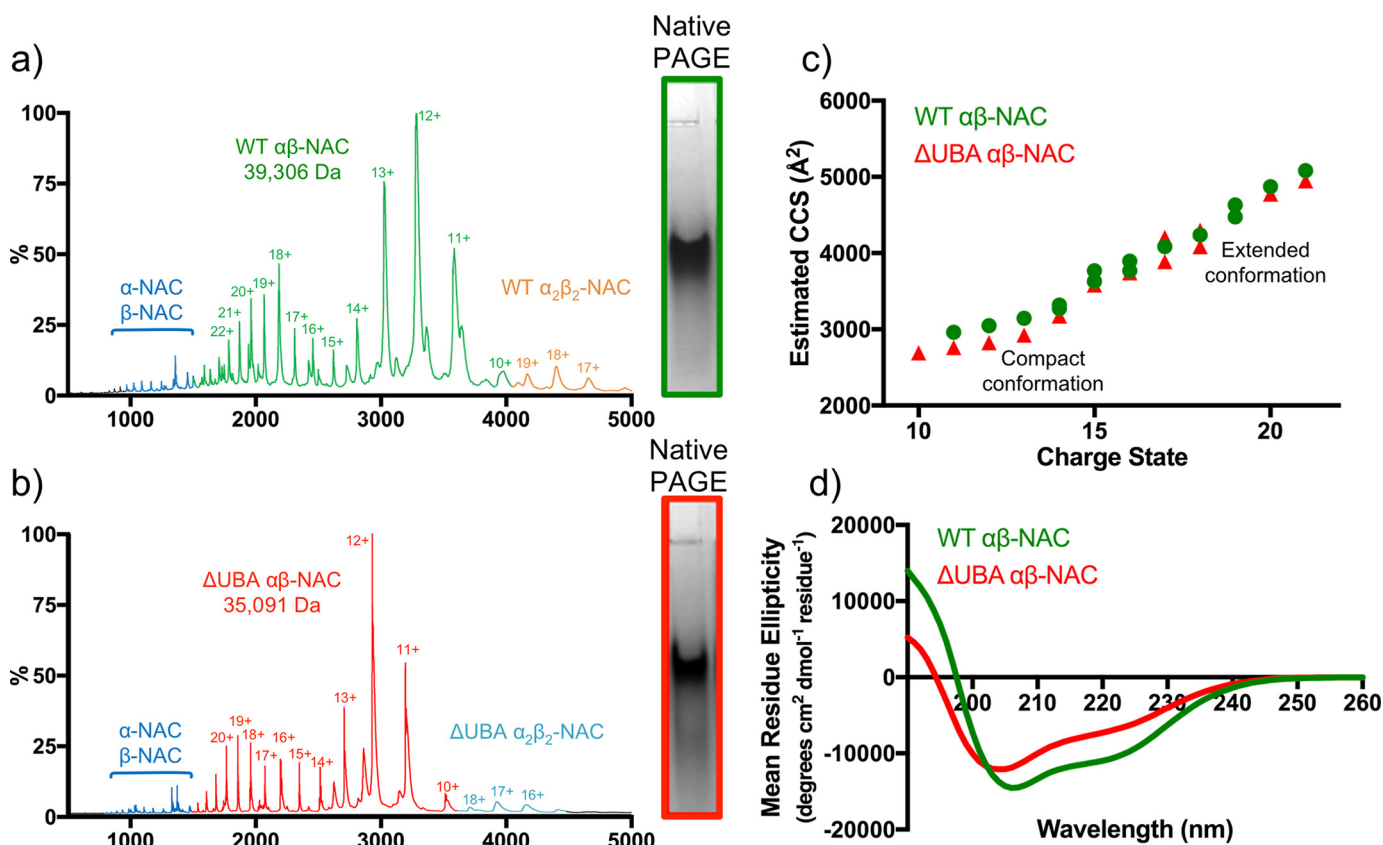 a)
Native
PAGE
100
75
50
25
0
%
WT αβ-NAC
39,306 Da
α-NAC
β-NAC
22+
21+
20+
19+
18+
17+
16+
15+
14+
13+
12+
11+
10+
WT α₂β₂-NAC
19+
18+
17+
1000 2000 3000 4000 5000
b)
Native
PAGE
100
75
50
25
0
%
ΔUBA αβ-NAC
35,091 Da
α-NAC
β-NAC
20+
19+
18+
17+
16+
15+
14+
13+
12+
11+
10+
ΔUBA α₂β₂-NAC
18+
17+
16+
1000 2000 3000 4000 5000
c)
6000
5000
4000
3000
2000
Estimated CCS (Å²)
WT αβ-NAC
ΔUBA αβ-NAC
Extended
conformation
Compact
conformation
10 15 20
Charge State
d)
20000
10000
0
-10000
-20000
Mean Residue Ellipticity
(degrees cm² dmol⁻¹ residue⁻¹)
WT αβ-NAC
ΔUBA αβ-NAC
200 210 220 230 240 250 260
Wavelength (nm)